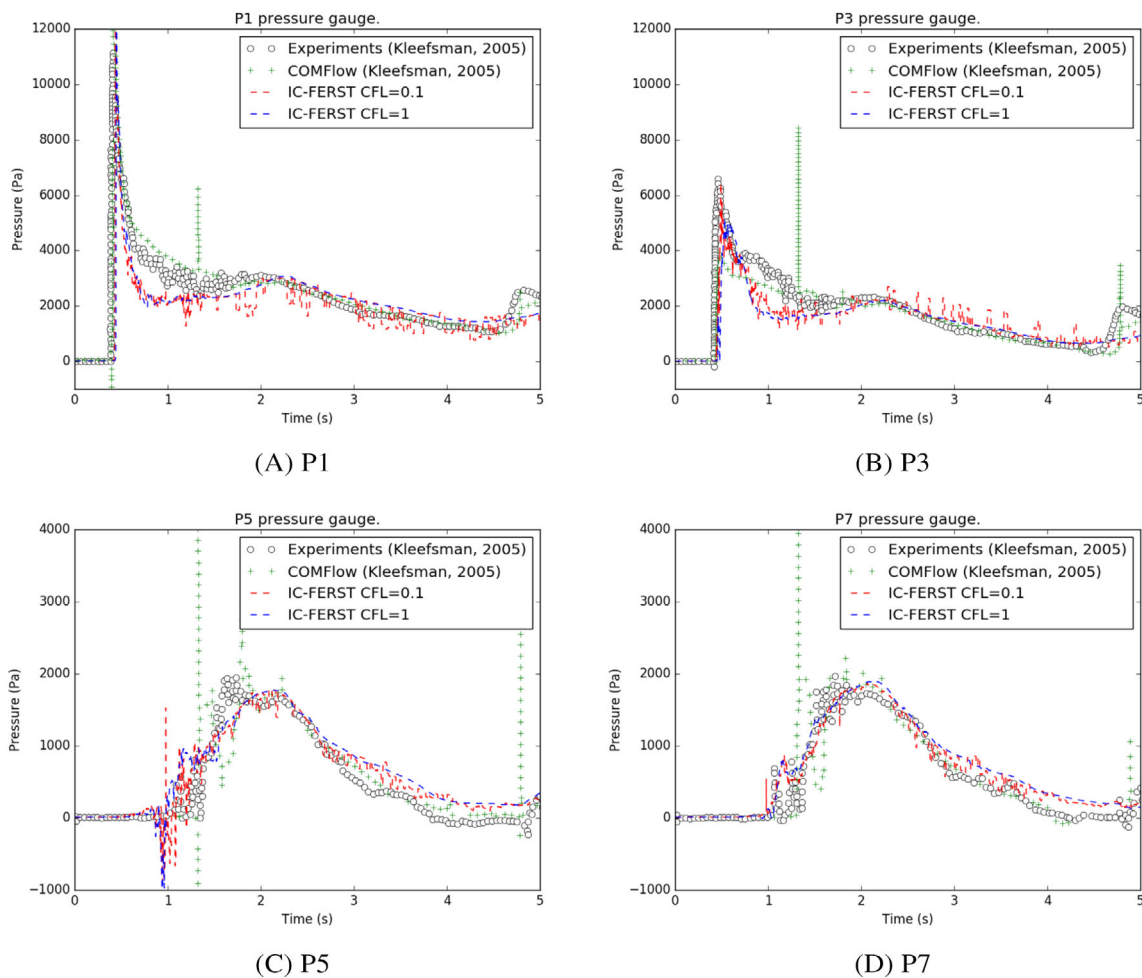 P1 pressure gauge.
12000
10000
8000
6000
4000
2000
0
Pressure (Pa)
Experiments (Kleefsman, 2005)
COMFlow (Kleefsman, 2005)
IC-FERST CFL=0.1
IC-FERST CFL=1
0 1 2 3 4 5
Time (s)
(A) P1
P3 pressure gauge.
12000
10000
8000
6000
4000
2000
0
Pressure (Pa)
Experiments (Kleefsman, 2005)
COMFlow (Kleefsman, 2005)
IC-FERST CFL=0.1
IC-FERST CFL=1
0 1 2 3 4 5
Time (s)
(B) P3
P5 pressure gauge.
4000
3000
2000
1000
0
−1000
Pressure (Pa)
Experiments (Kleefsman, 2005)
COMFlow (Kleefsman, 2005)
IC-FERST CFL=0.1
IC-FERST CFL=1
0 1 2 3 4 5
Time (s)
(C) P5
P7 pressure gauge.
4000
3000
2000
1000
0
−1000
Pressure (Pa)
Experiments (Kleefsman, 2005)
COMFlow (Kleefsman, 2005)
IC-FERST CFL=0.1
IC-FERST CFL=1
0 1 2 3 4 5
Time (s)
(D) P7